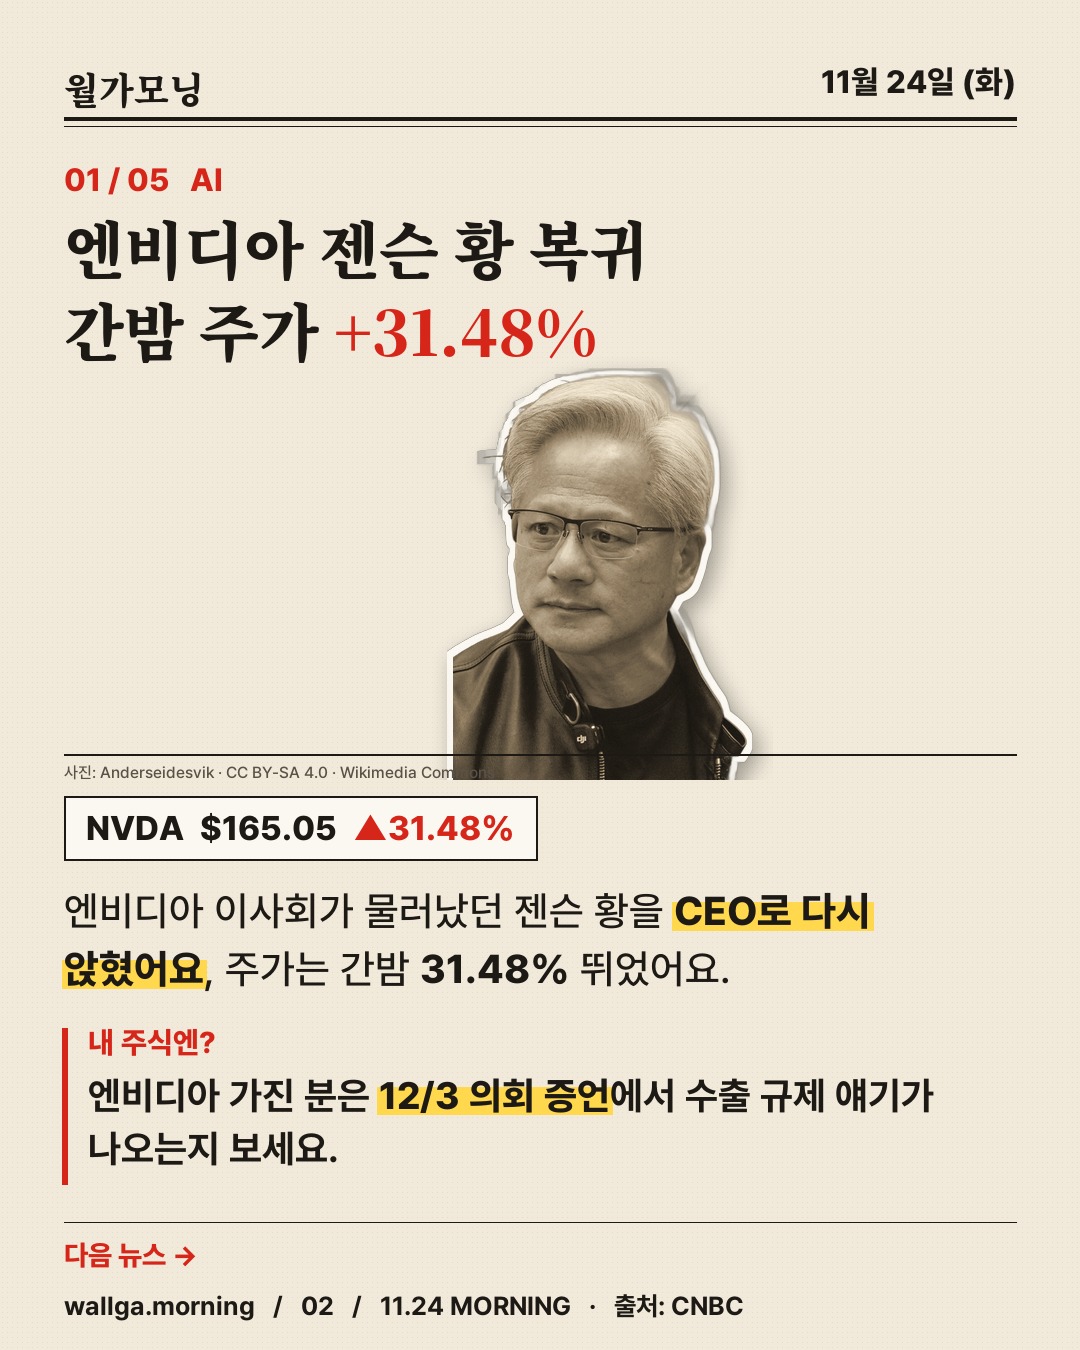 월가모닝
11월 24일 (화)
01 / 05 AI
엔비디아 젠슨 황 복귀
간밤 주가 +31.48%
사진: Anderseidesvik · CC BY-SA 4.0 · Wikimedia Commons
NVDA $165.05 ▲31.48%
엔비디아 이사회가 물러났던 젠슨 황을 CEO로 다시
앉혔어요, 주가는 간밤 31.48% 뛰었어요.
내 주식엔?
엔비디아 가진 분은 12/3 의회 증언에서 수출 규제 얘기가
나오는지 보세요.
다음 뉴스 →
wallga.morning / 02 / 11.24 MORNING · 출처: CNBC